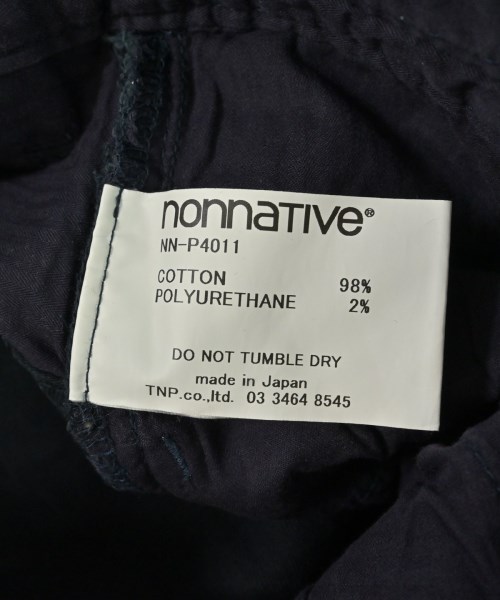 nonnative®
NN-P4011
COTTON 98%
POLYURETHANE 2%
DO NOT TUMBLE DRY
made in Japan
TNP.co,.ltd. 03 3464 8545